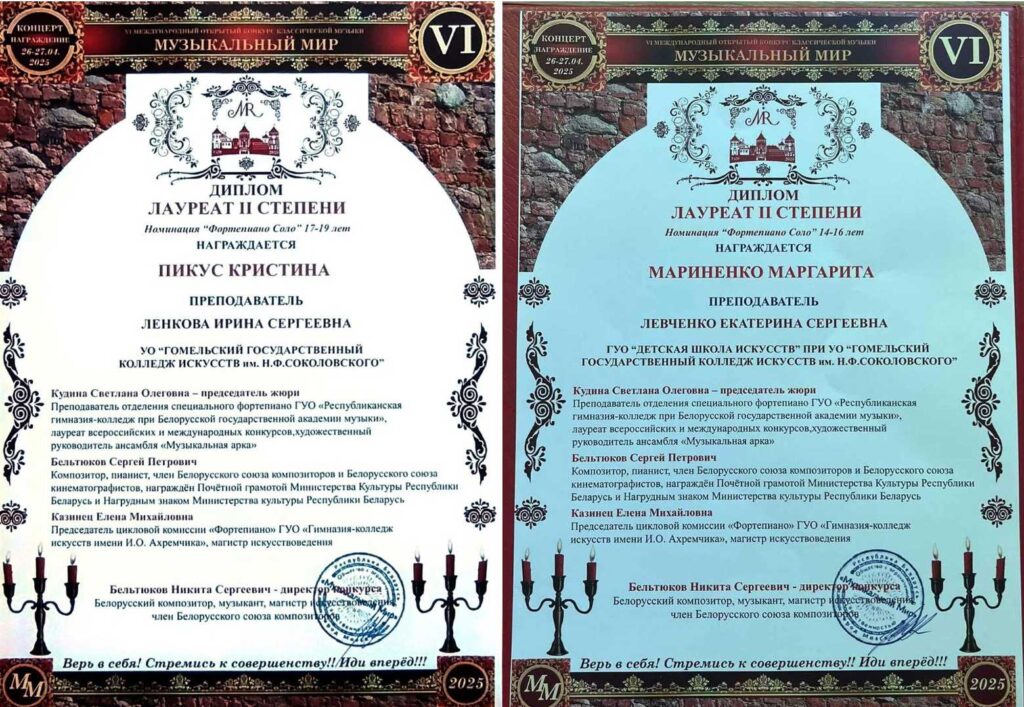 КОНЦЕРТ
НАГРАЖДЕНИЕ
26-27.04.
2025
VI МЕЖДУНАРОДНЫЙ ОТКРЫТЫЙ КОНКУРС КЛАССИЧЕСКОЙ МУЗЫКИ
МУЗЫКАЛЬНЫЙ МИР
VI
ДИПЛОМ
ЛАУРЕАТ II СТЕПЕНИ
Номинация “Фортепиано Соло” 17-19 лет
НАГРАЖДАЕТСЯ
ПИКУС КРИСТИНА
ПРЕПОДАВАТЕЛЬ
ЛЕНКОВА ИРИНА СЕРГЕЕВНА
УО “ГОМЕЛЬСКИЙ ГОСУДАРСТВЕННЫЙ
КОЛЛЕДЖ ИСКУССТВ им. Н.Ф.СОКОЛОВСКОГО”
Кудина Светлана Олеговна – председатель жюри
Преподаватель отделения специального фортепиано ГУО «Республиканская
гимназия-колледж при Белорусской государственной академии музыки»,
лауреат всероссийских и международных конкурсов,художественный
руководитель ансамбля «Музыкальная арка»
Бельтюков Сергей Петрович
Композитор, пианист, член Белорусского союза композиторов и Белорусского союза
кинематографистов, награждён Почётной грамотой Министерства Культуры Республики
Беларусь и Нагрудным знаком Министерства культуры Республики Беларусь
Казинец Елена Михайловна
Председатель цикловой комиссии «Фортепиано» ГУО «Гимназия-колледж
искусств имени И.О. Ахремчика», магистр искусствоведения
Бельтюков Никита Сергеевич - директор конкурса
Белорусский композитор, музыкант, магистр искусствоведения
член Белорусского союза композиторов
Верь в себя! Стремись к совершенству!! Иди вперёд!!!
ММ
2025
КОНЦЕРТ
НАГРАЖДЕНИЕ
26-27.04.
2025
VI МЕЖДУНАРОДНЫЙ ОТКРЫТЫЙ КОНКУРС КЛАССИЧЕСКОЙ МУЗЫКИ
МУЗЫКАЛЬНЫЙ МИР
VI
ДИПЛОМ
ЛАУРЕАТ II СТЕПЕНИ
Номинация “Фортепиано Соло” 14-16 лет
НАГРАЖДАЕТСЯ
МАРИНЕНКО МАРГАРИТА
ПРЕПОДАВАТЕЛЬ
ЛЕВЧЕНКО ЕКАТЕРИНА СЕРГЕЕВНА
ГУО “ДЕТСКАЯ ШКОЛА ИСКУССТВ” ПРИ УО “ГОМЕЛЬСКИЙ
ГОСУДАРСТВЕННЫЙ КОЛЛЕДЖ ИСКУССТВ им. Н.Ф.СОКОЛОВСКОГО”
Кудина Светлана Олеговна – председатель жюри
Преподаватель отделения специального фортепиано ГУО «Республиканская
гимназия-колледж при Белорусской государственной академии музыки»,
лауреат всероссийских и международных конкурсов,художественный
руководитель ансамбля «Музыкальная арка»
Бельтюков Сергей Петрович
Композитор, пианист, член Белорусского союза композиторов и Белорусского союза
кинематографистов, награждён Почётной грамотой Министерства Культуры Республики
Беларусь и Нагрудным знаком Министерства культуры Республики Беларусь
Казинец Елена Михайловна
Председатель цикловой комиссии «Фортепиано» ГУО «Гимназия-колледж
искусств имени И.О. Ахремчика», магистр искусствоведения
Бельтюков Никита Сергеевич - директор конкурса
Белорусский композитор, музыкант, магистр искусствоведения
член Белорусского союза композиторов
Верь в себя! Стремись к совершенству!! Иди вперёд!!!
ММ
2025